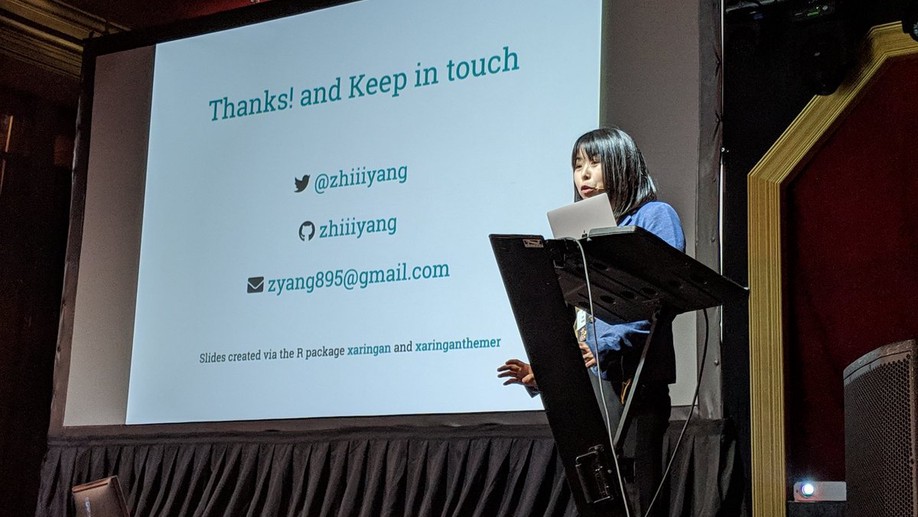 Thanks! and Keep in touch
@zhiiiyang
zhiiiyang
zyang895@gmail.com
Slides created via the R package xaringan and xaringanthemer